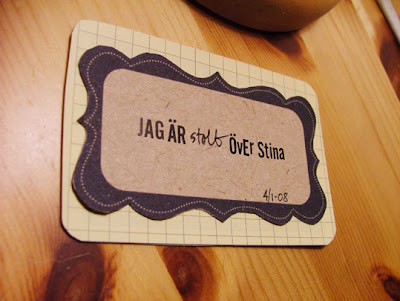 JAG ÄR stolt ÖvEr Stina
4/1-08